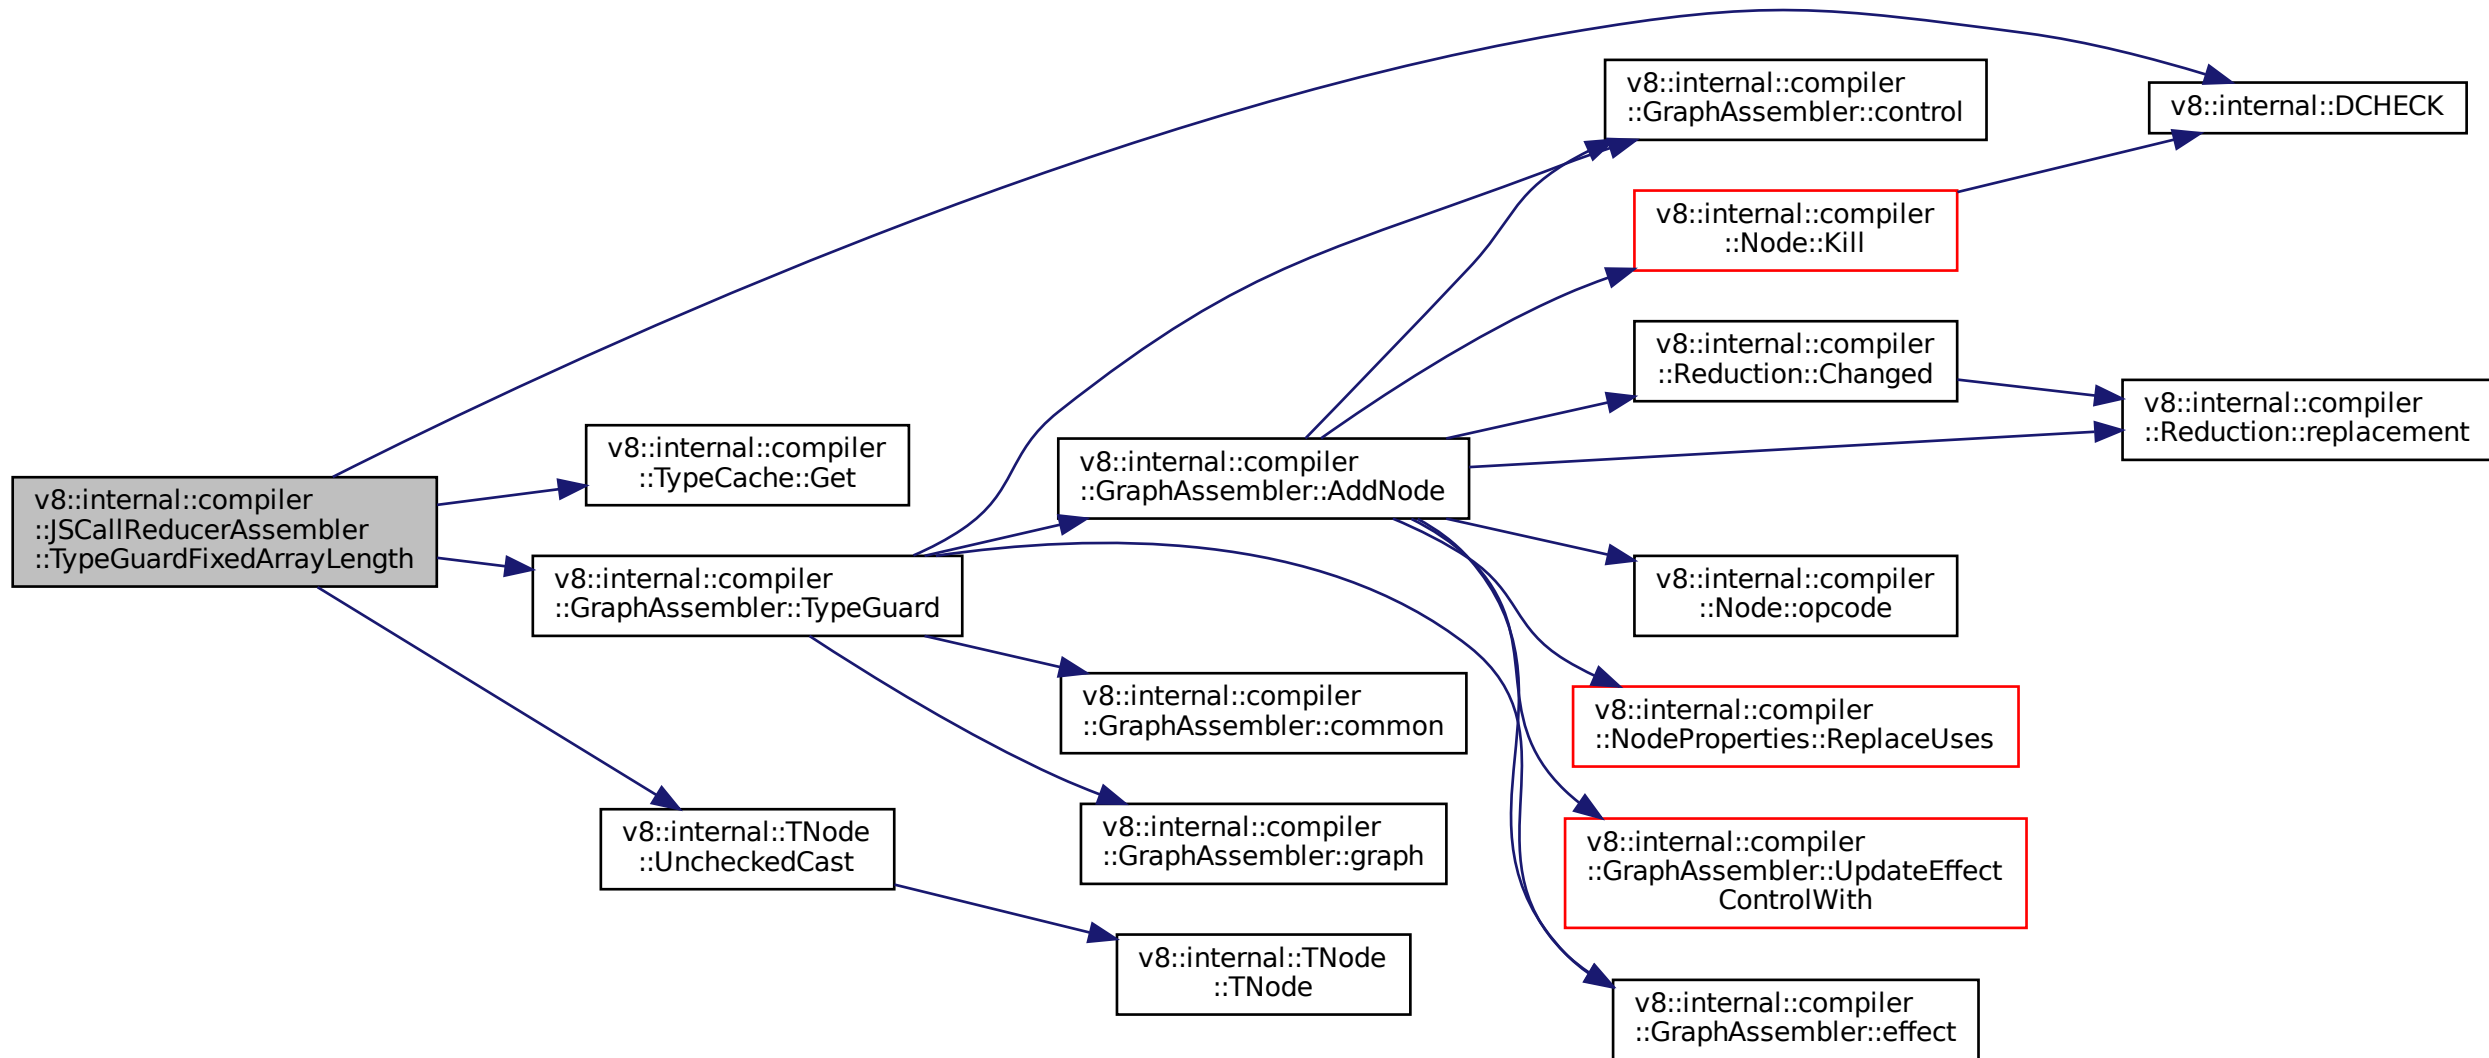 v8::internal::compiler
::JSCallReducerAssembler
::TypeGuardFixedArrayLength
v8::internal::compiler
::TypeCache::Get
v8::internal::compiler
::GraphAssembler::TypeGuard
v8::internal::TNode
::UncheckedCast
v8::internal::compiler
::GraphAssembler::AddNode
v8::internal::compiler
::GraphAssembler::common
v8::internal::compiler
::GraphAssembler::graph
v8::internal::TNode
::TNode
v8::internal::compiler
::GraphAssembler::control
v8::internal::compiler
::Node::Kill
v8::internal::compiler
::Reduction::Changed
v8::internal::compiler
::Node::opcode
v8::internal::compiler
::NodeProperties::ReplaceUses
v8::internal::compiler
::GraphAssembler::UpdateEffect
ControlWith
v8::internal::compiler
::GraphAssembler::effect
v8::internal::DCHECK
v8::internal::compiler
::Reduction::replacement